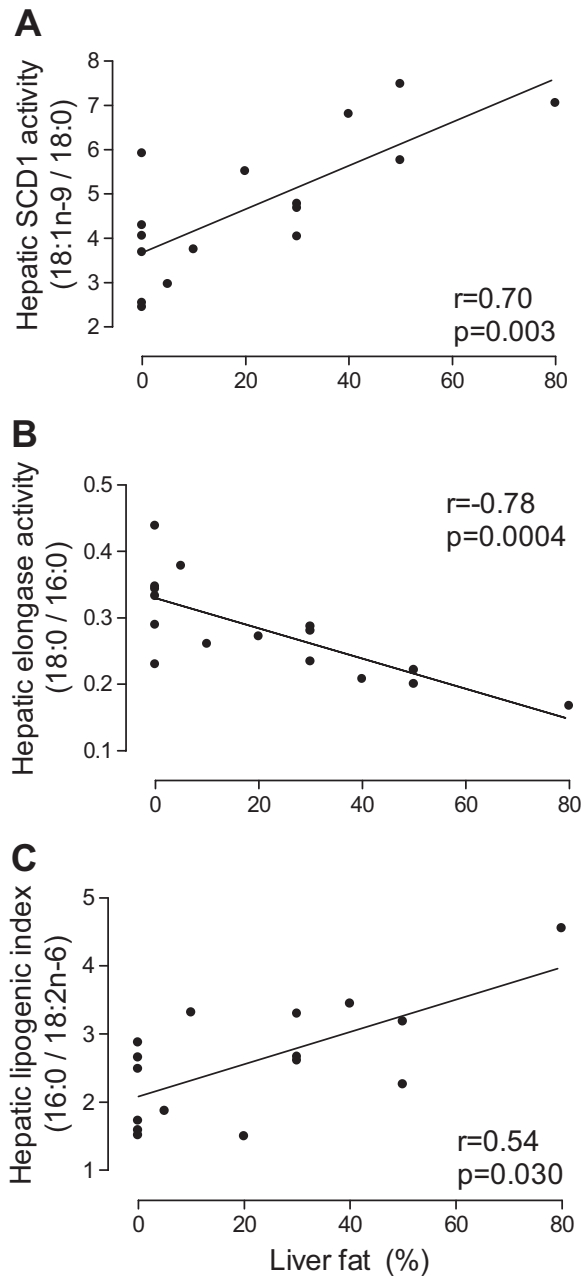 A
Hepatic SCD1 activity
(18:1n-9 / 18:0)
8
7
6
5
4
3
2
r=0.70
p=0.003
0 20 40 60 80
B
Hepatic elongase activity
(18:0 / 16:0)
0.5
0.4
0.3
0.2
0.1
r=-0.78
p=0.0004
0 20 40 60 80
C
Hepatic lipogenic index
(16:0 / 18:2n-6)
5
4
3
2
1
r=0.54
p=0.030
0 20 40 60 80
Liver fat (%)